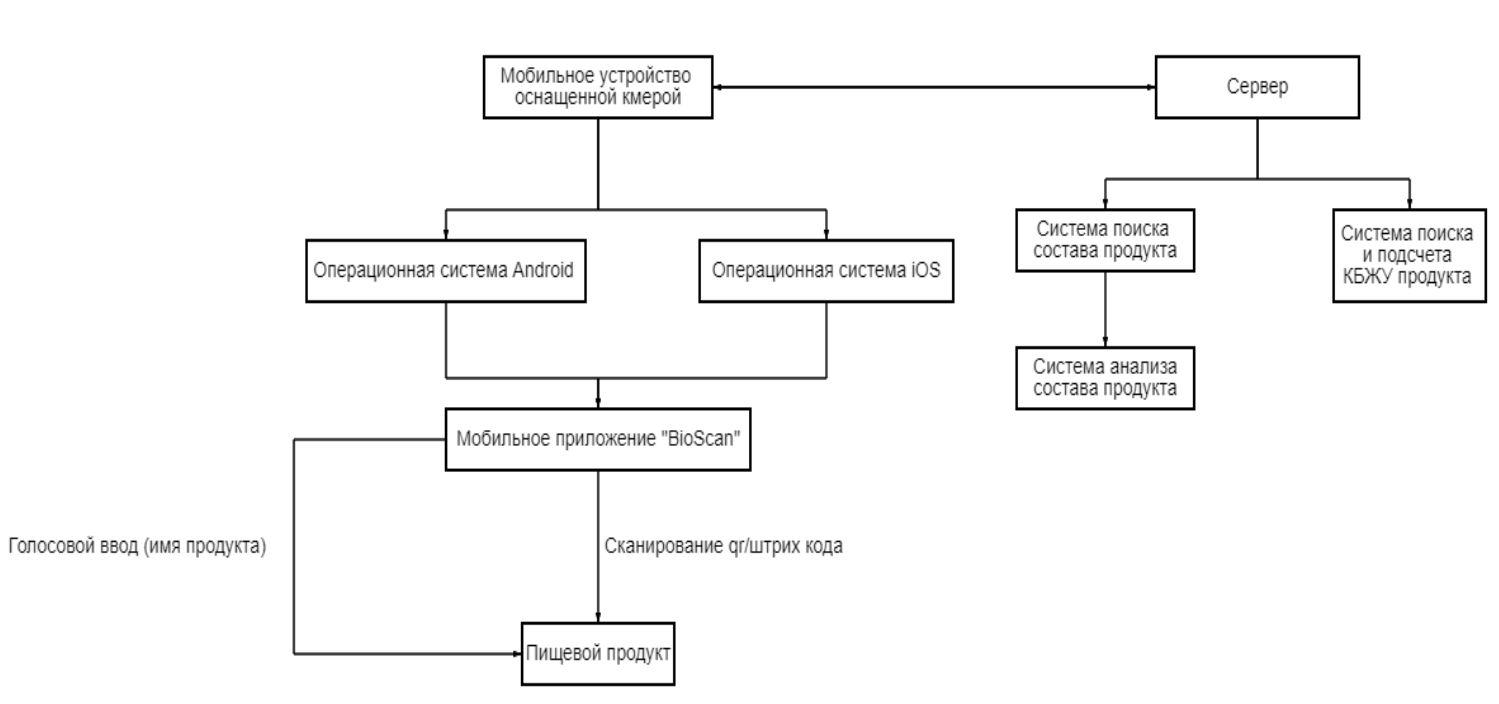 Мобильное устройство
оснащенной кмерой
Сервер
Система поиска
состава продукта
Система поиска
и подсчета
КБЖУ продукта
Операционная система Android
Операционная система iOS
Система анализа
состава продукта
Мобильное приложение "BioScan"
Голосовой ввод (имя продукта)
Сканирование qr/штрих кода
Пищевой продукт